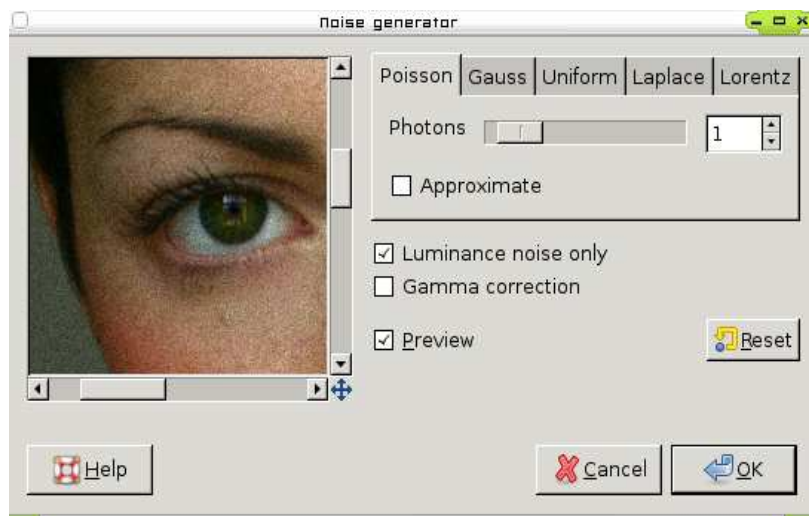 Noise generator
Poisson Gauss Uniform Laplace Lorentz
Photons 1
Approximate
Luminance noise only
Gamma correction
Preview Reset
Help Cancel OK